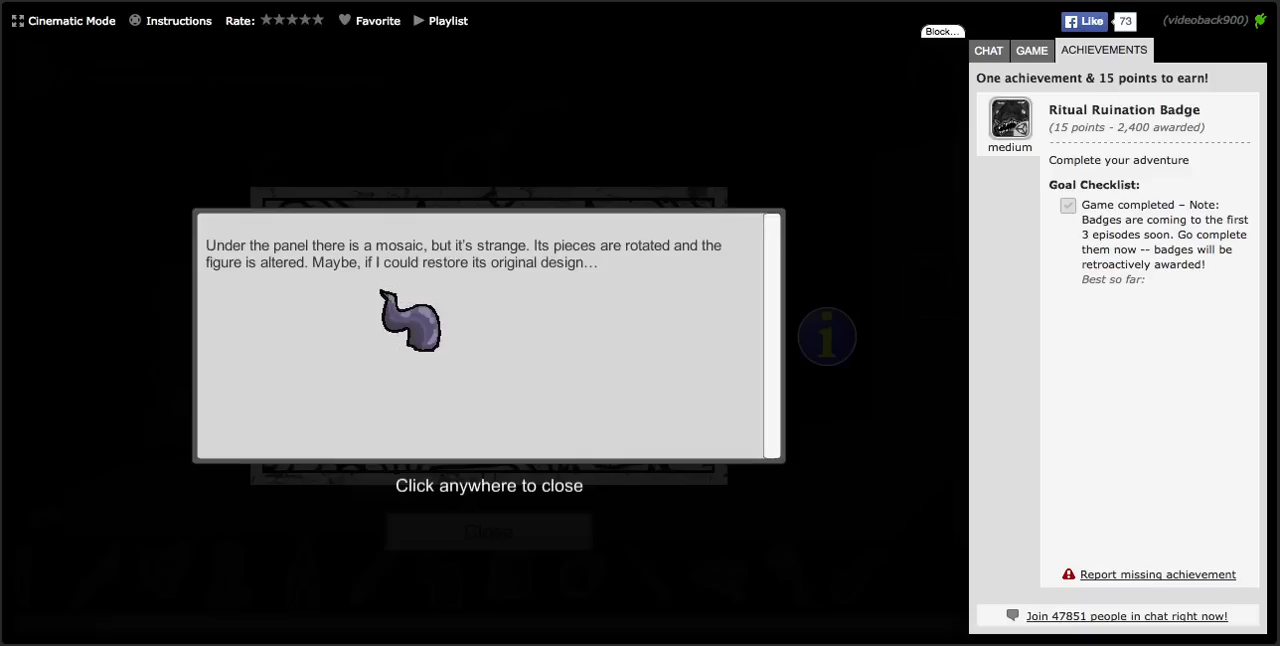 Cinematic Mode Instructions Rate: Favorite Playlist
Like 73
(videoback900)
Block...
CHAT GAME ACHIEVEMENTS
One achievement & 15 points to earn!
medium
Ritual Ruination Badge
(15 points - 2,400 awarded)
Complete your adventure
Goal Checklist:
Game completed – Note:
Badges are coming to the first
3 episodes soon. Go complete
them now -- badges will be
retroactively awarded!
Best so far:
Under the panel there is a mosaic, but it's strange. Its pieces are rotated and the
figure is altered. Maybe, if I could restore its original design…
i
Click anywhere to close
Close
Report missing achievement
Join 47851 people in chat right now!